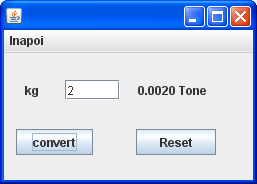 Inapoi
kg 2 0.0020 Tone
convert Reset